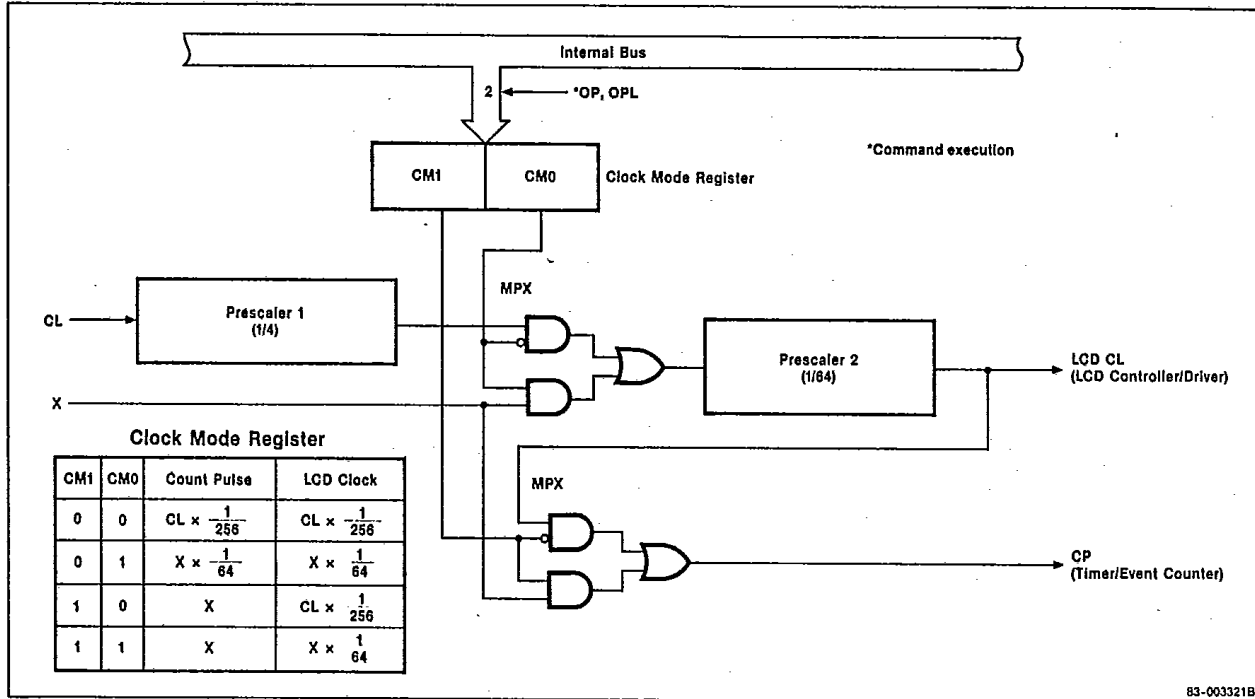 Internal Bus
2
*OP, OPL
*Command execution
CM1 CM0
Clock Mode Register
CL
Prescaler 1
(1/4)
MPX
Prescaler 2
(1/64)
LCD CL
(LCD Controller/Driver)
X
MPX
CP
(Timer/Event Counter)
Clock Mode Register
CM1 CM0 Count Pulse LCD Clock
0 0 CL × 1/256 CL × 1/256
0 1 X × 1/64 X × 1/64
1 0 X CL × 1/256
1 1 X X × 1/64
83-003321B